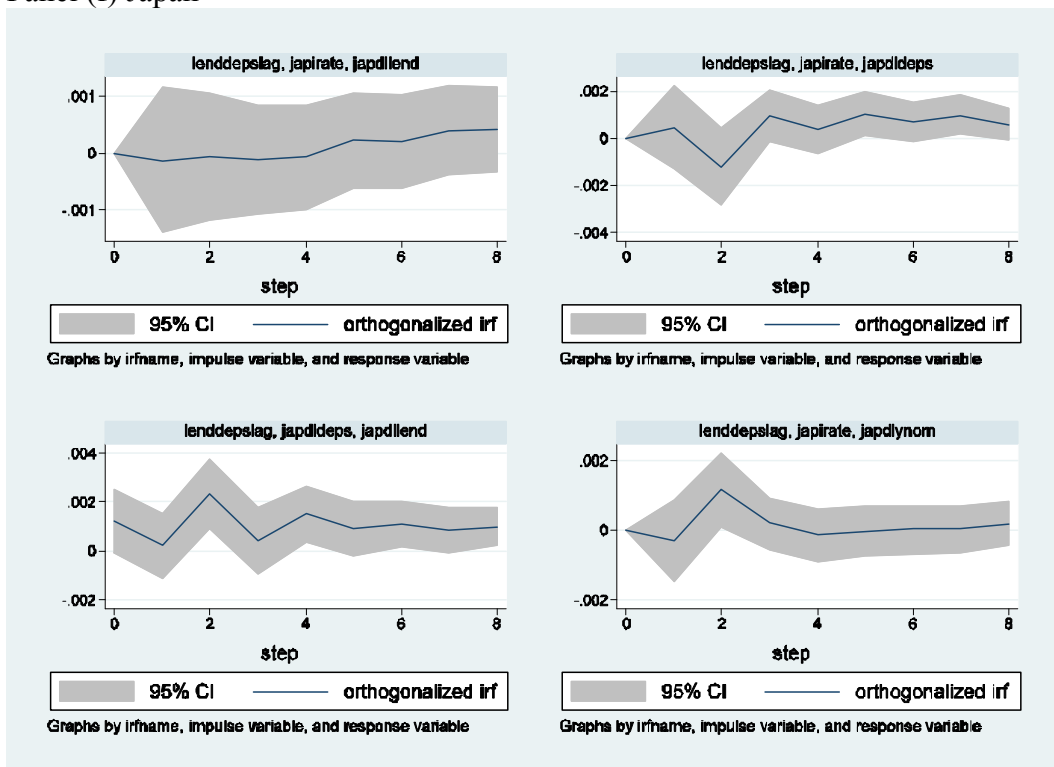 Panel (I) Japan
lenddepslag, japirate, japdllend
.001
0
-.001
0 2 4 6 8
step
95% CI orthogonalized irf
Graphs by irfname, impulse variable, and response variable
lenddepslag, japirate, japdldeps
.002
0
-.002
-.004
0 2 4 6 8
step
95% CI orthogonalized irf
Graphs by irfname, impulse variable, and response variable
lenddepslag, japdldeps, japdllend
.004
.002
0
-.002
0 2 4 6 8
step
95% CI orthogonalized irf
Graphs by irfname, impulse variable, and response variable
lenddepslag, japirate, japdlynom
.002
0
-.002
0 2 4 6 8
step
95% CI orthogonalized irf
Graphs by irfname, impulse variable, and response variable